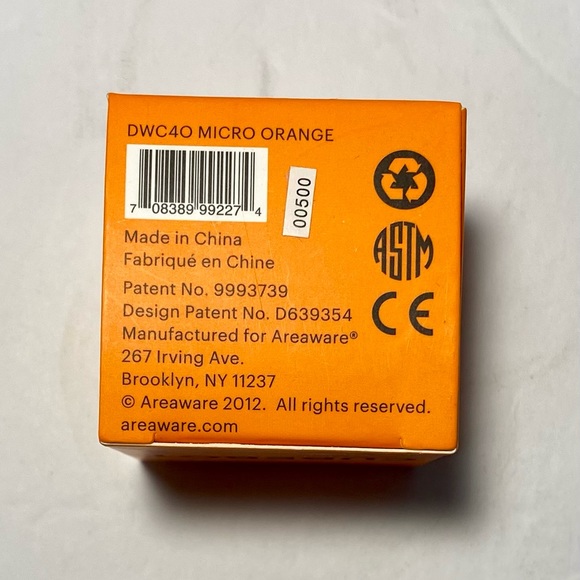 DWC4O MICRO ORANGE
7 08389 99227 4
00500
ASTM
CE
Made in China
Fabriqué en Chine
Patent No. 9993739
Design Patent No. D639354
Manufactured for Areaware®
267 Irving Ave.
Brooklyn, NY 11237
© Areaware 2012. All rights reserved.
areaware.com